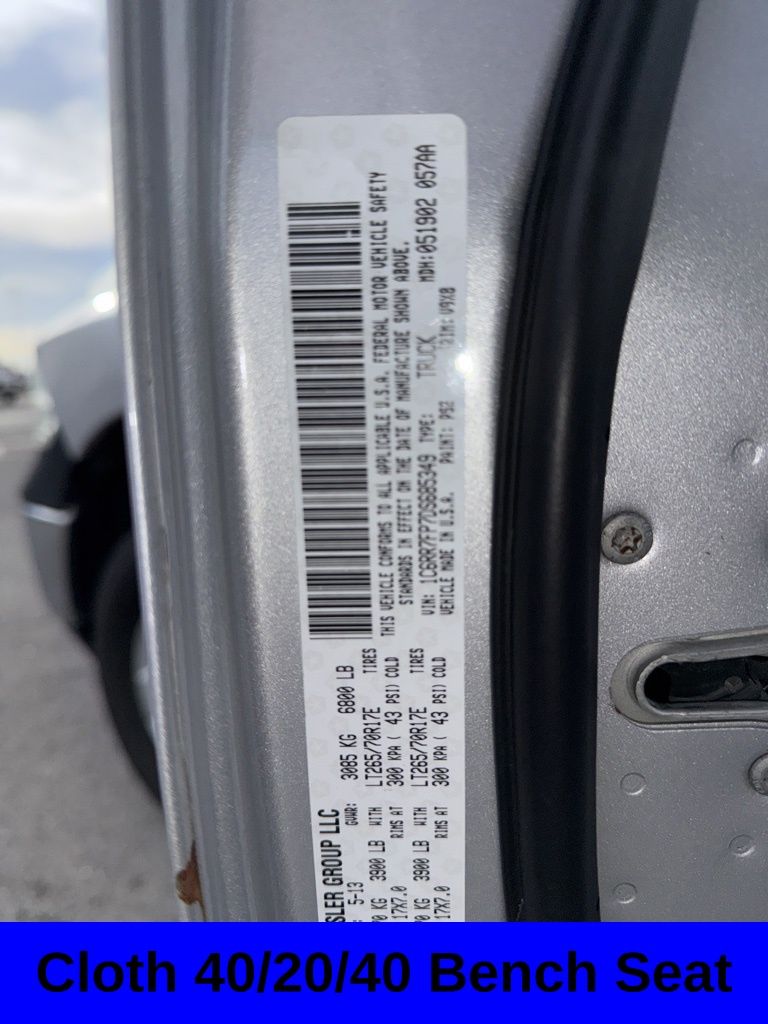 SLER GROUP LLC
5-13 GVWR: 3085 KG 6800 LB
KG 3900 LB WITH LT265/70R17E TIRES
17X7.0 RIMS AT 300 KPA ( 43 PSI) COLD
KG 3900 LB WITH LT265/70R17E TIRES
17X7.0 RIMS AT 300 KPA ( 43 PSI) COLD
THIS VEHICLE CONFORMS TO ALL APPLICABLE U.S.A. FEDERAL MOTOR VEHICLE SAFETY
STANDARDS IN EFFECT ON THE DATE OF MANUFACTURE SHOWN ABOVE.
VIN: 1C6RR7FP7DS685349 TYPE: TRUCK MDH:051902 057AA
VEHICLE MADE IN U.S.A. PAINT: PS2 TRIM: V9X8
Cloth 40/20/40 Bench Seat